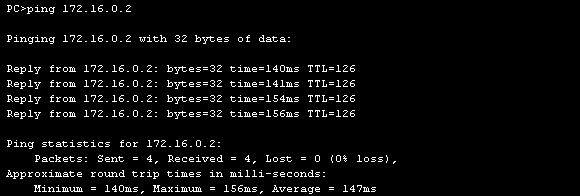 PC>ping 172.16.0.2
Pinging 172.16.0.2 with 32 bytes of data:
Reply from 172.16.0.2: bytes=32 time=140ms TTL=126
Reply from 172.16.0.2: bytes=32 time=141ms TTL=126
Reply from 172.16.0.2: bytes=32 time=154ms TTL=126
Reply from 172.16.0.2: bytes=32 time=156ms TTL=126
Ping statistics for 172.16.0.2:
Packets: Sent = 4, Received = 4, Lost = 0 (0% loss),
Approximate round trip times in milli-seconds:
Minimum = 140ms, Maximum = 156ms, Average = 147ms